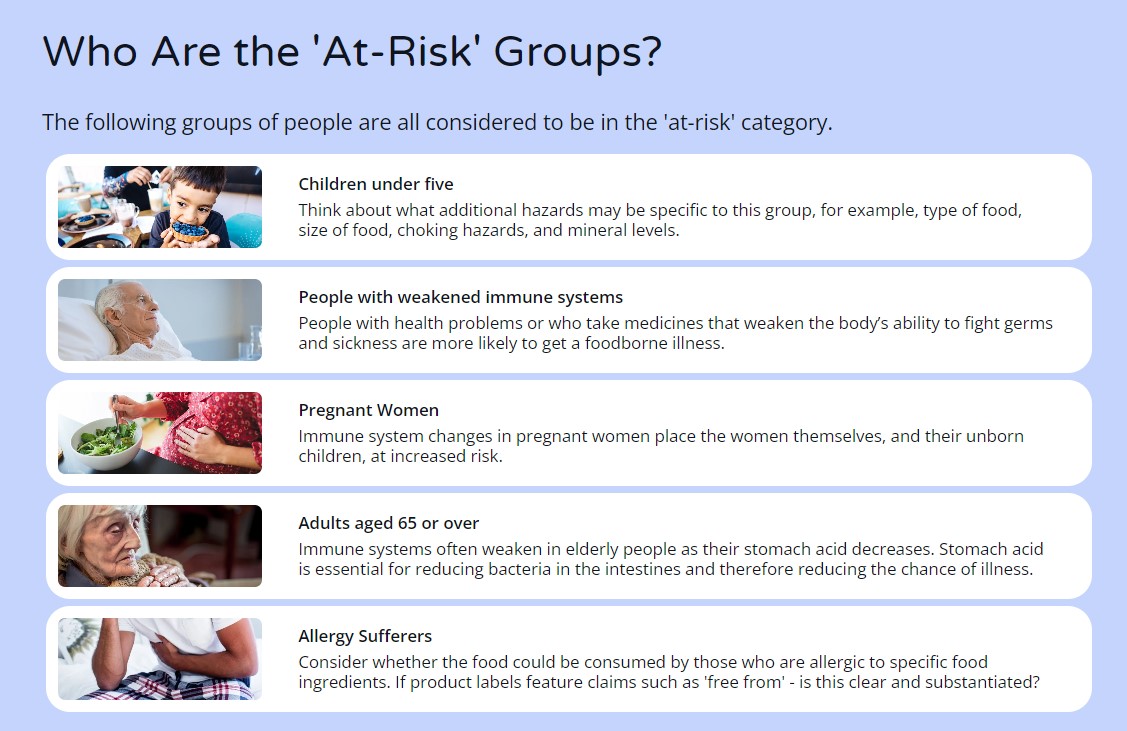 Who Are the 'At-Risk' Groups?
The following groups of people are all considered to be in the 'at-risk' category.
Children under five
Think about what additional hazards may be specific to this group, for example, type of food,
size of food, choking hazards, and mineral levels.
People with weakened immune systems
People with health problems or who take medicines that weaken the body’s ability to fight germs
and sickness are more likely to get a foodborne illness.
Pregnant Women
Immune system changes in pregnant women place the women themselves, and their unborn
children, at increased risk.
Adults aged 65 or over
Immune systems often weaken in elderly people as their stomach acid decreases. Stomach acid
is essential for reducing bacteria in the intestines and therefore reducing the chance of illness.
Allergy Sufferers
Consider whether the food could be consumed by those who are allergic to specific food
ingredients. If product labels feature claims such as 'free from' - is this clear and substantiated?